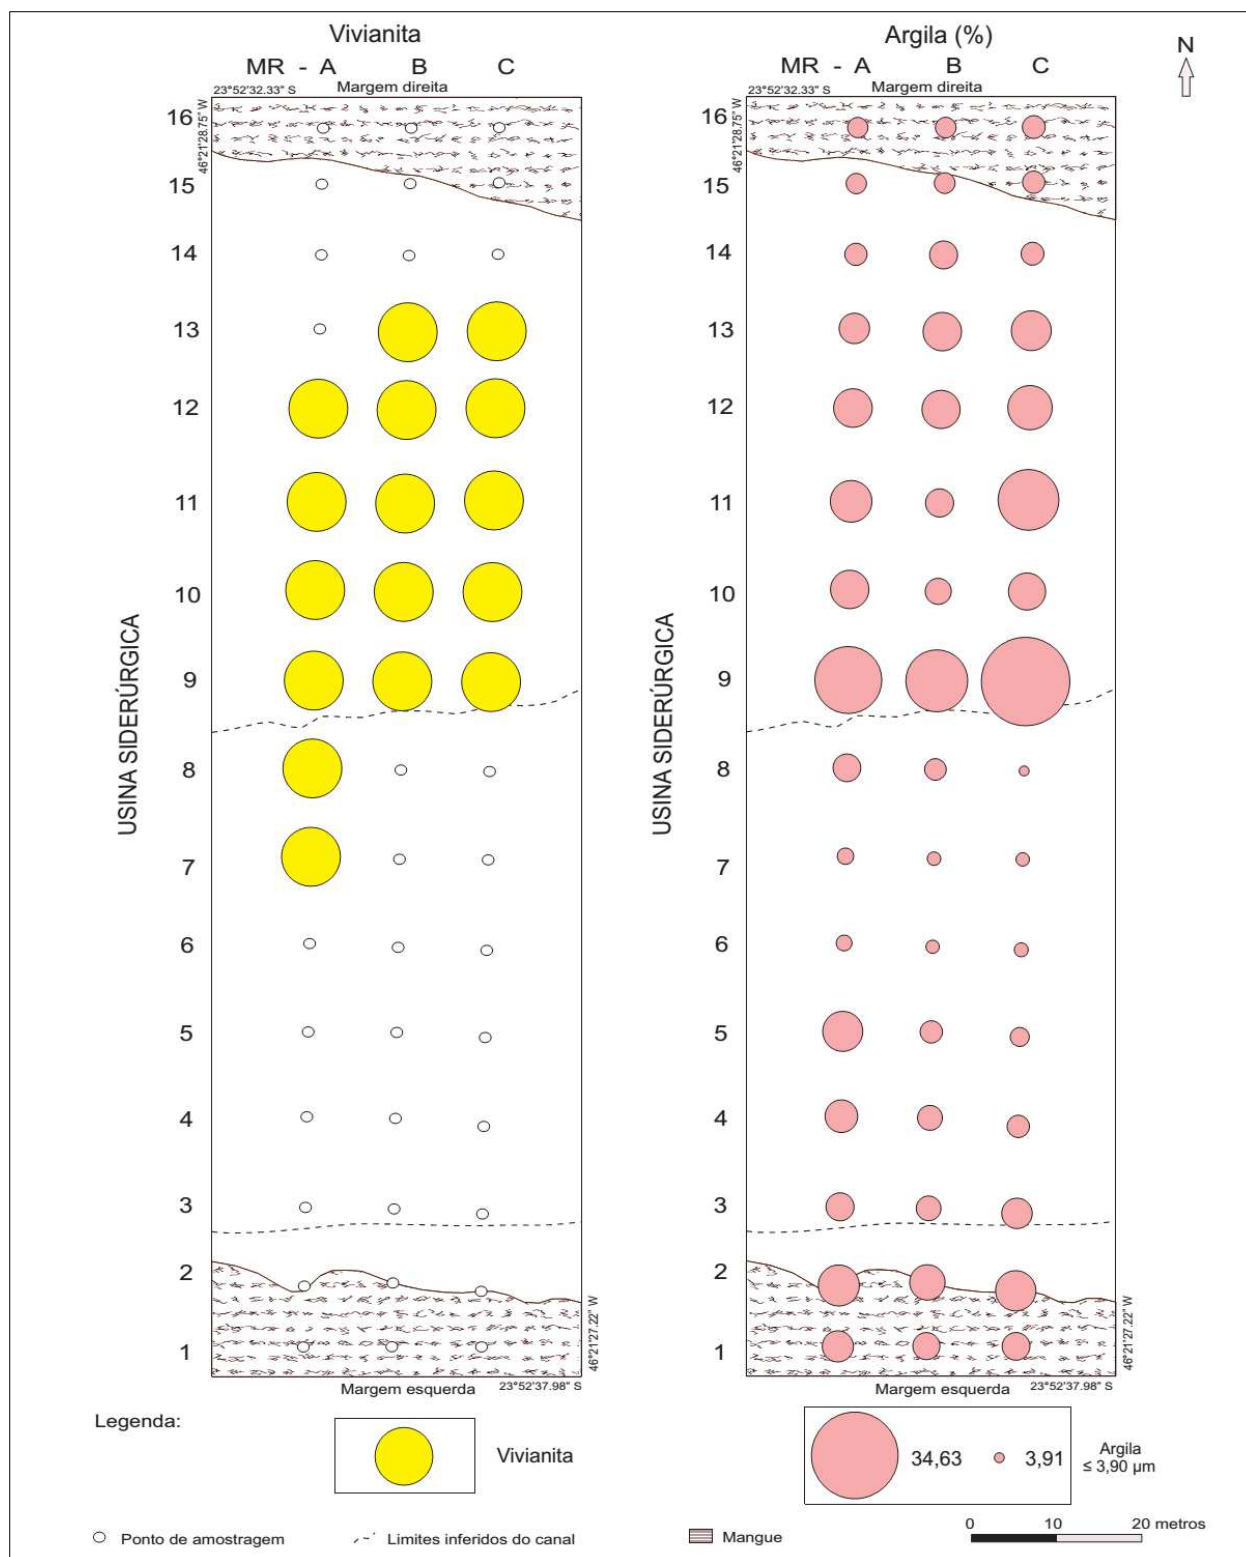 Vivianita
MR - A B C
23°52'32.33" S
Margem direita
46°21'28.75" W
16
15
14
13
12
11
10
9
8
7
6
5
4
3
2
1
USINA SIDERÚRGICA
46°21'27.22" W
Margem esquerda
23°52'37.98" S
Argila (%)
MR - A B C
N
23°52'32.33" S
Margem direita
46°21'28.75" W
16
15
14
13
12
11
10
9
8
7
6
5
4
3
2
1
USINA SIDERÚRGICA
46°21'27.22" W
Margem esquerda
23°52'37.98" S
Legenda:
Vivianita
34,63
3,91
Argila
≤ 3,90 µm
Ponto de amostragem
Limites inferidos do canal
Mangue
0 10 20 metros